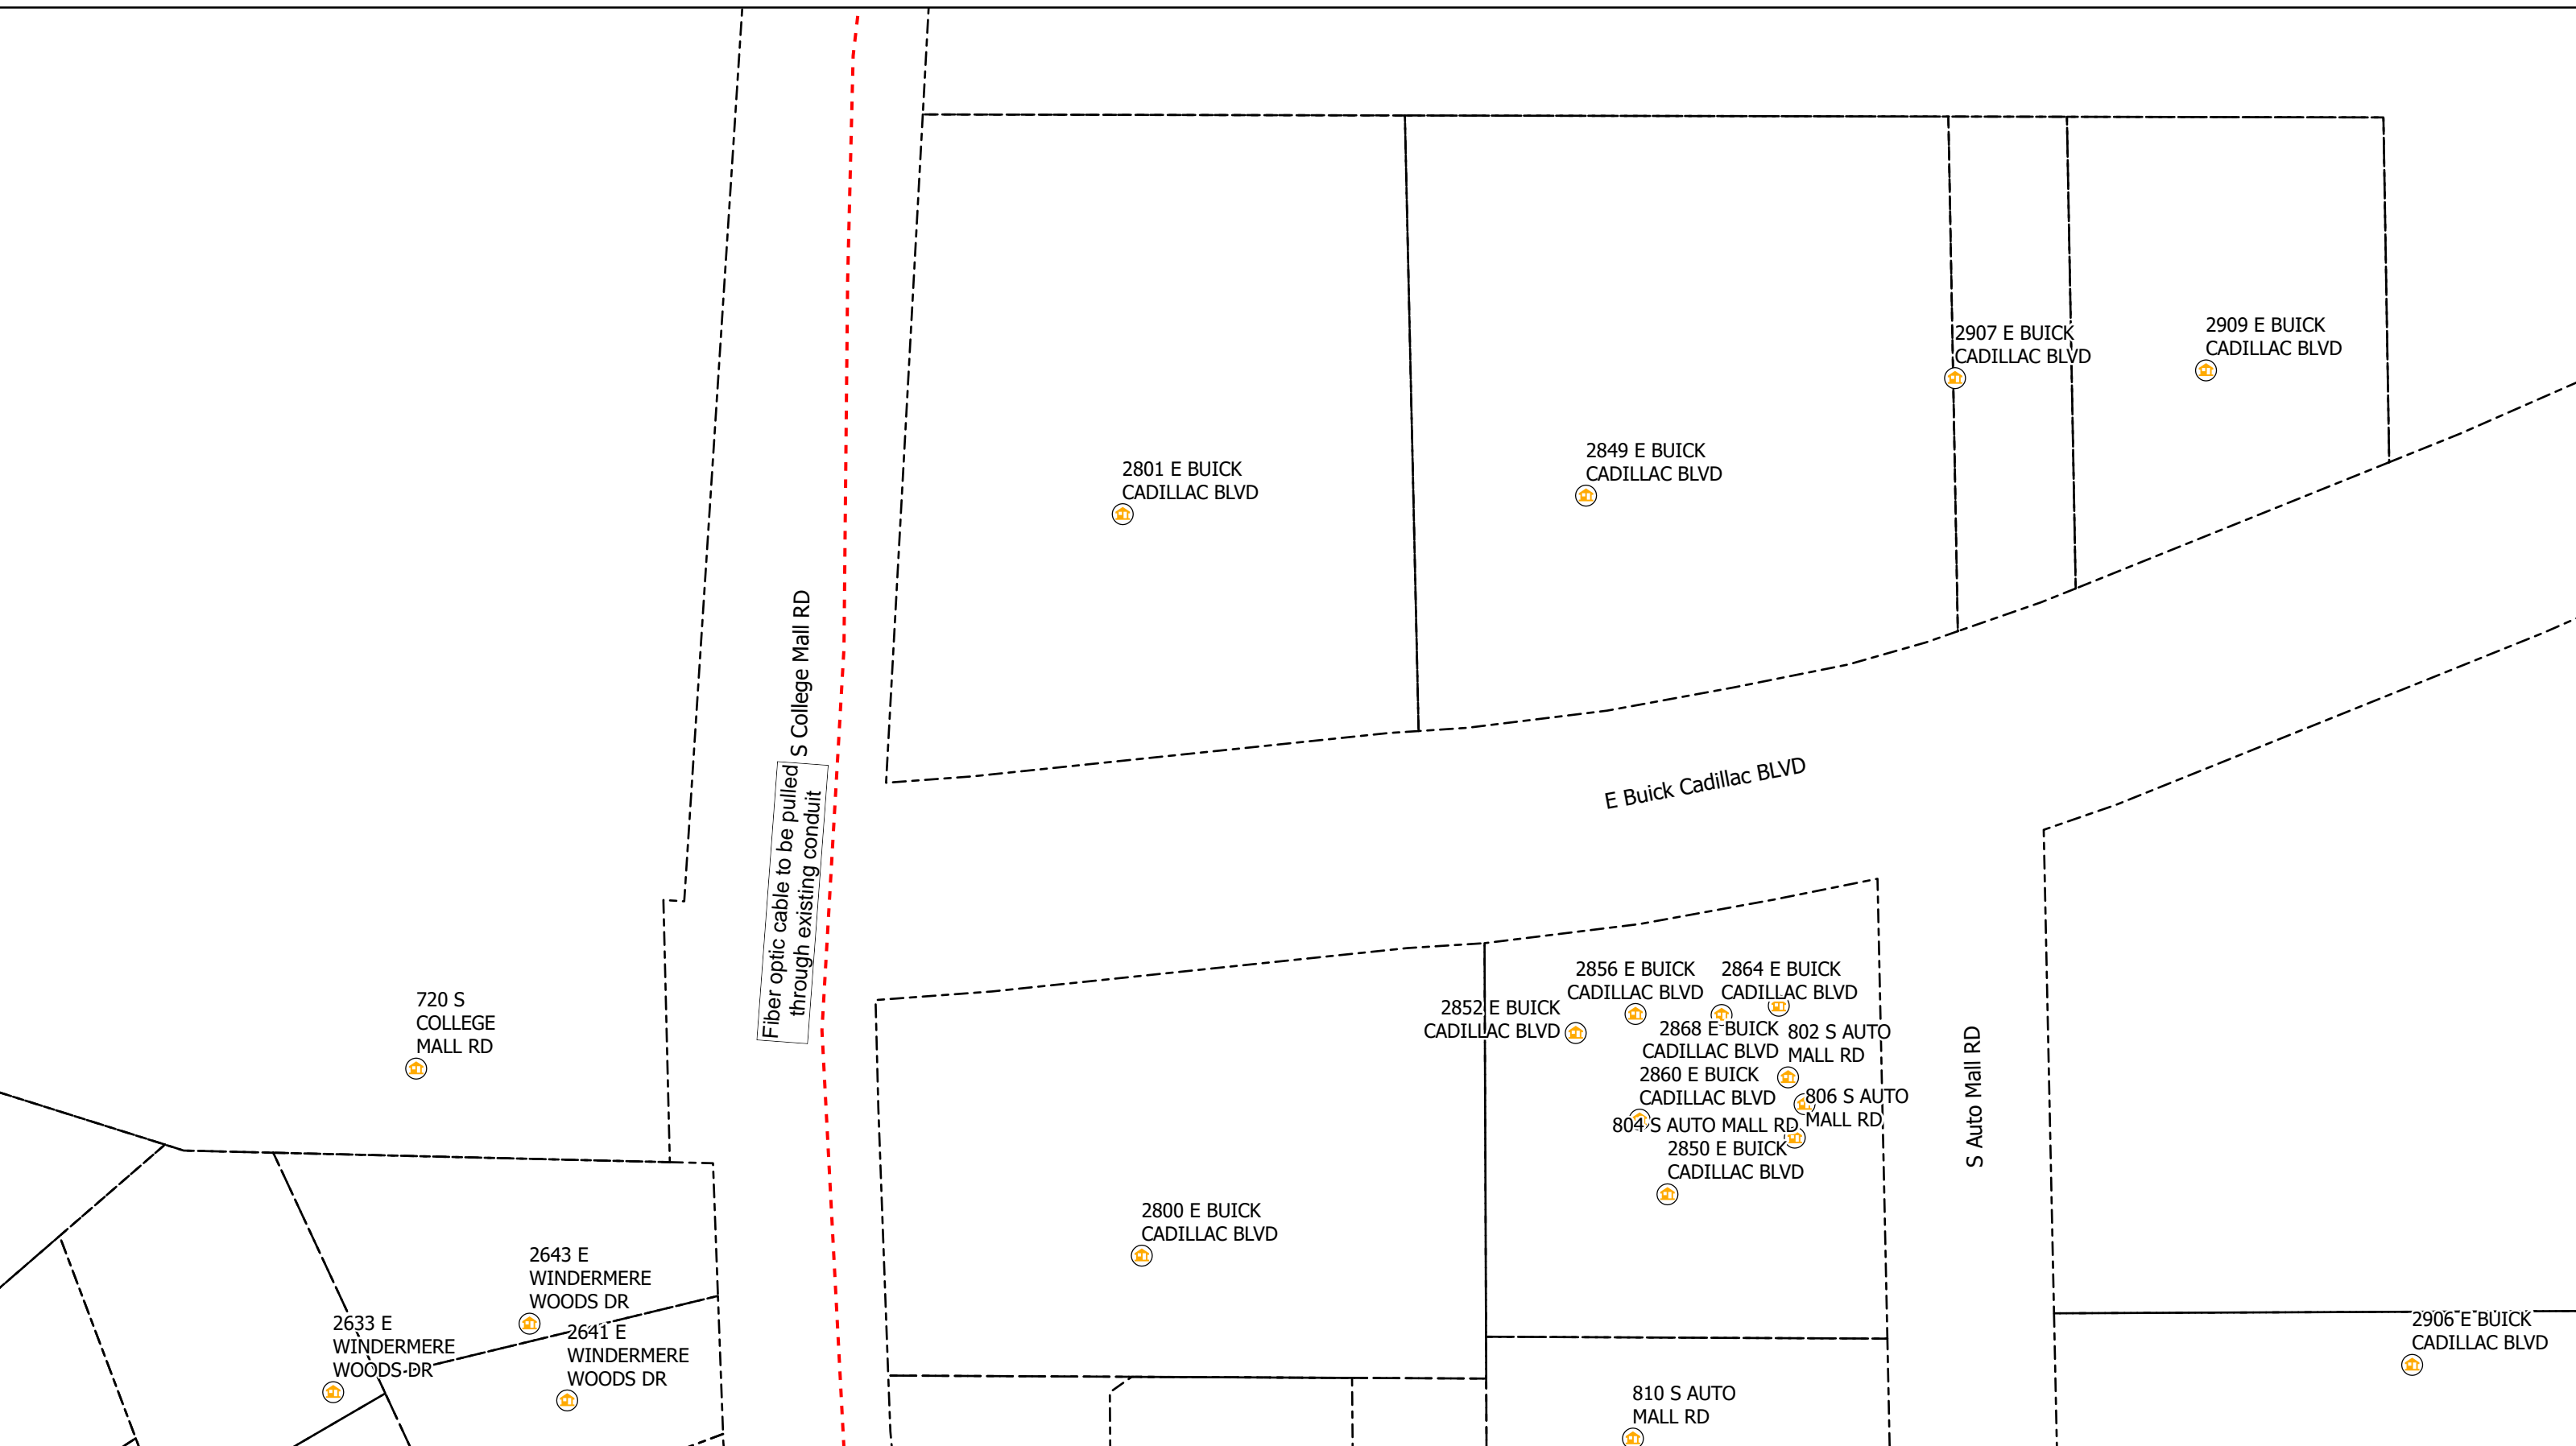 2907 E BUICK
CADILLAC BLVD
2909 E BUICK
CADILLAC BLVD
2801 E BUICK
CADILLAC BLVD
2849 E BUICK
CADILLAC BLVD
S College Mall RD
Fiber optic cable to be pulled
through existing conduit
E Buick Cadillac BLVD
720 S
COLLEGE
MALL RD
2856 E BUICK
CADILLAC BLVD
2864 E BUICK
CADILLAC BLVD
2852 E BUICK
CADILLAC BLVD
2868 E BUICK
CADILLAC BLVD
802 S AUTO
MALL RD
2860 E BUICK
CADILLAC BLVD
806 S AUTO
MALL RD
804 S AUTO MALL RD
2850 E BUICK
CADILLAC BLVD
S Auto Mall RD
2800 E BUICK
CADILLAC BLVD
2643 E
WINDERMERE
WOODS DR
2633 E
WINDERMERE
WOODS DR
2641 E
WINDERMERE
WOODS DR
2906 E BUICK
CADILLAC BLVD
810 S AUTO
MALL RD